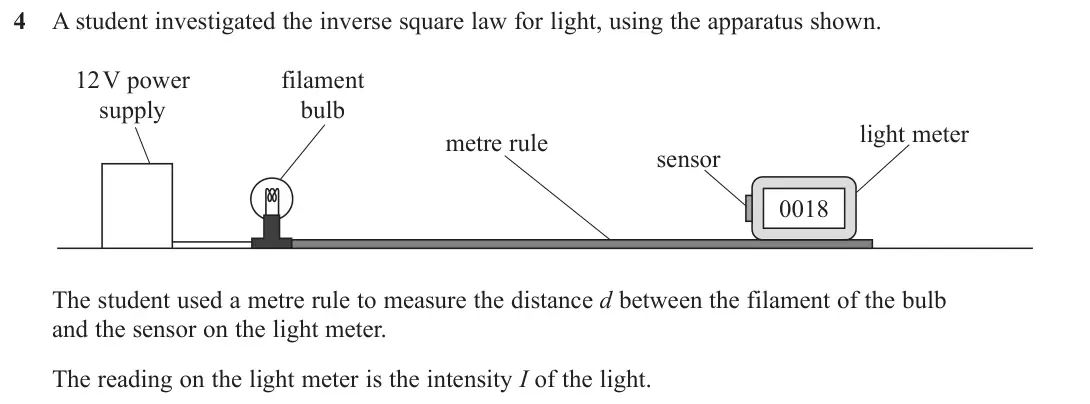 4 A student investigated the inverse square law for light, using the apparatus shown.
12 V power
supply
filament
bulb
metre rule
sensor
light meter
0018
The student used a metre rule to measure the distance d between the filament of the bulb
and the sensor on the light meter.
The reading on the light meter is the intensity I of the light.